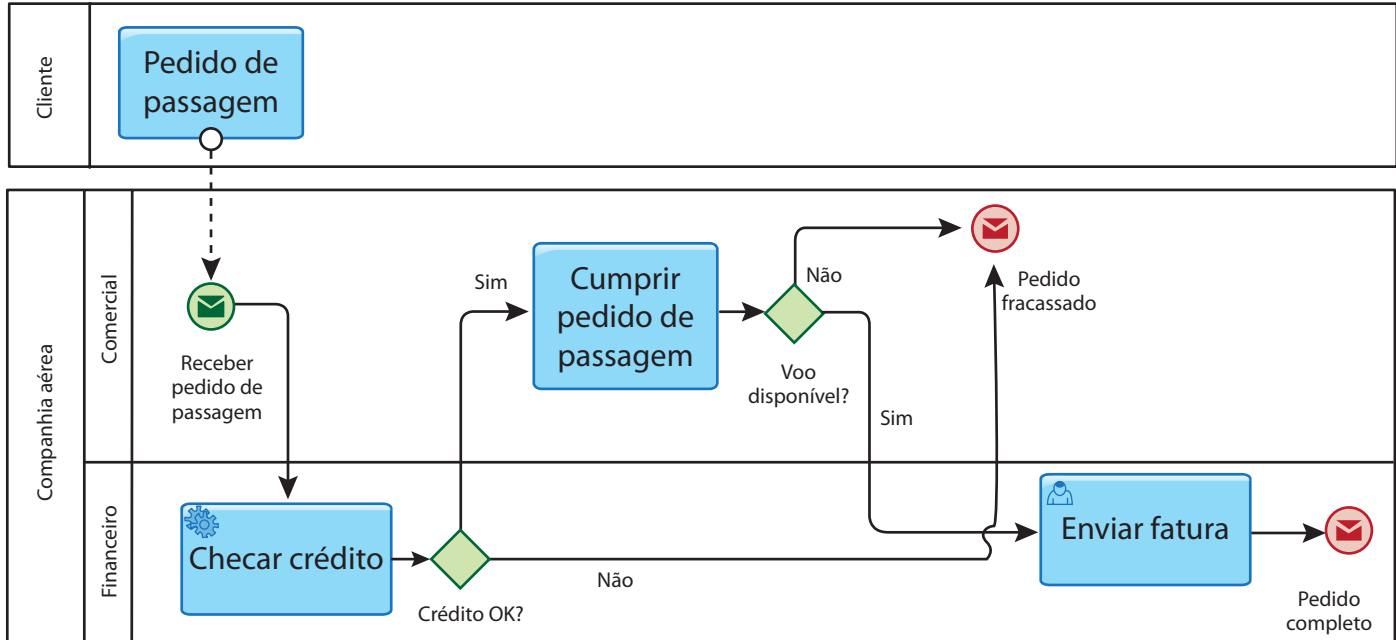 Cliente
Pedido de
passagem
Companhia aérea
Comercial
Receber
pedido de
passagem
Sim
Cumprir
pedido de
passagem
Não
Voo
disponível?
Sim
Pedido
fracassado
Financeiro
Checar crédito
Crédito OK?
Não
Enviar fatura
Pedido
completo